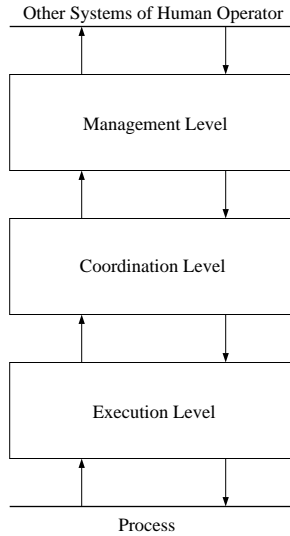 Other Systems of Human Operator
Management Level
Coordination Level
Execution Level
Process